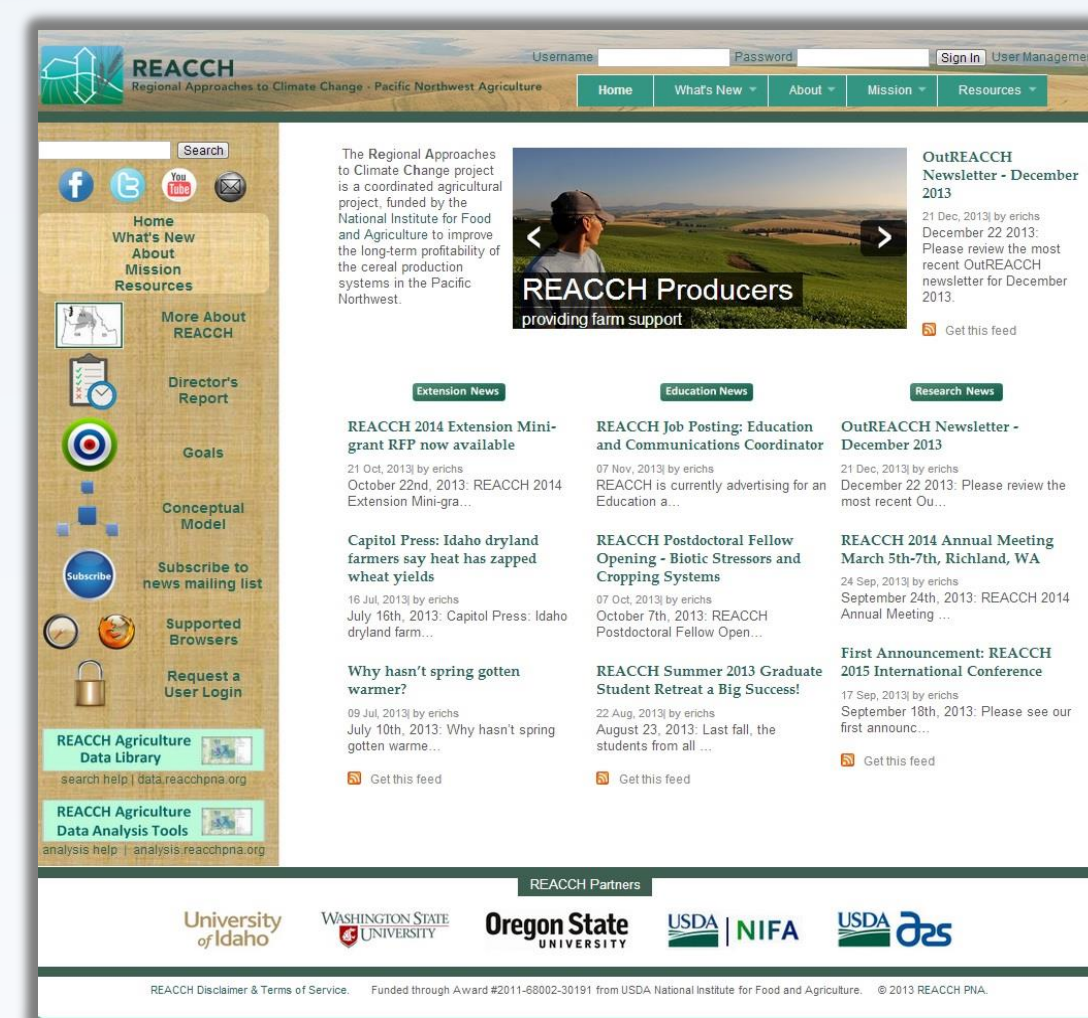 REACCH
Regional Approaches to Climate Change - Pacific Northwest Agriculture
Username
Password
Sign In
Home
What's New
About
Mission
Resources
Search
f
You
Tube
Home
What's New
About
Mission
Resources
More About
REACCH
Director's
Report
Goals
Conceptual
Model
Subscribe
Subscribe to
news mailing list
Supported
Browsers
Request a
User Login
REACCH Agriculture
Data Library
search help | data.reacchpna.org
REACCH Agriculture
Data Analysis Tools
analysis help | analysis.reacchpna.org
The Regional Approaches
to Climate Change project
is a coordinated agricultural
project, funded by the
National Institute for Food
and Agriculture to improve
the long-term profitability of
the cereal production
systems in the Pacific
Northwest.
REACCH Producers
providing farm support
OutREACCH
Newsletter - December
2013
21 Dec, 2013| by erichs
December 22 2013:
Please review the most
recent OutREACCH
newsletter for December
2013.
Get this feed
Extension News
REACCH 2014 Extension Mini-
grant RFP now available
21 Oct, 2013| by erichs
October 22nd, 2013: REACCH 2014
Extension Mini-gra...
Capitol Press: Idaho dryland
farmers say heat has zapped
wheat yields
16 Jul, 2013| by erichs
July 16th, 2013: Capitol Press: Idaho
dryland farm...
Why hasn't spring gotten
warmer?
09 Jul, 2013| by erichs
July 10th, 2013: Why hasn't spring
gotten warme...
Get this feed
Education News
REACCH Job Posting: Education
and Communications Coordinator
07 Nov, 2013| by erichs
REACCH is currently advertising for an
Education a...
REACCH Postdoctoral Fellow
Opening - Biotic Stressors and
Cropping Systems
07 Oct, 2013| by erichs
October 7th, 2013: REACCH
Postdoctoral Fellow Open...
REACCH Summer 2013 Graduate
Student Retreat a Big Success!
22 Aug, 2013| by erichs
August 23, 2013: Last fall, the
students from all ...
Get this feed
Research News
OutREACCH Newsletter -
December 2013
21 Dec, 2013| by erichs
December 22 2013: Please review the
most recent Ou...
REACCH 2014 Annual Meeting
March 5th-7th, Richland, WA
24 Sep, 2013| by erichs
September 24th, 2013: REACCH 2014
Annual Meeting ...
First Announcement: REACCH
2015 International Conference
17 Sep, 2013| by erichs
September 18th, 2013: Please see our
first announc...
Get this feed
REACCH Partners
University
of Idaho
WASHINGTON STATE
UNIVERSITY
Oregon State
UNIVERSITY
USDA | NIFA
USDA ars
REACCH Disclaimer & Terms of Service. Funded through Award #2011-68002-30191 from USDA National Institute for Food and Agriculture. © 2013 REACCH PNA.